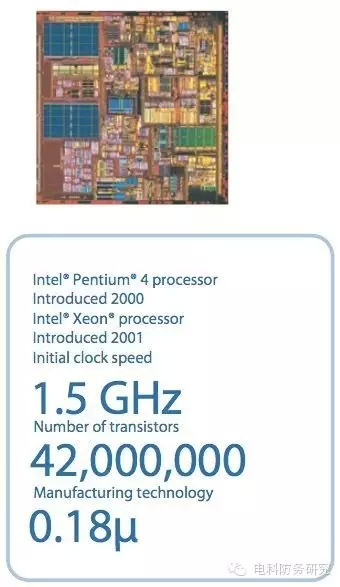 Intel® Pentium® 4 processor
Introduced 2000
Intel® Xeon® processor
Introduced 2001
Initial clock speed
1.5 GHz
Number of transistors
42,000,000
Manufacturing technology
0.18µ
电科防务研究